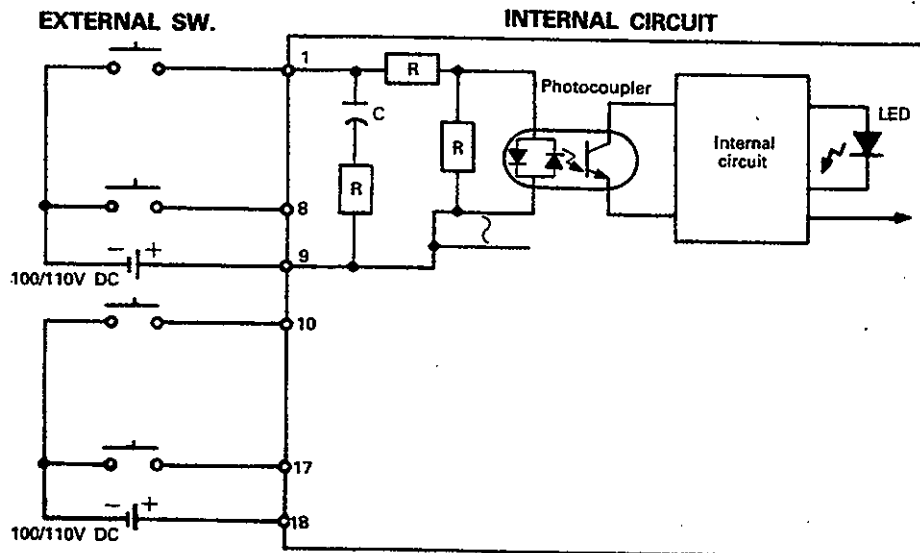 EXTERNAL SW.
INTERNAL CIRCUIT
1
R
Photocoupler
C
LED
R
Internal
circuit
R
8
- +
9
100/110V DC
10
17
- +
18
100/110V DC